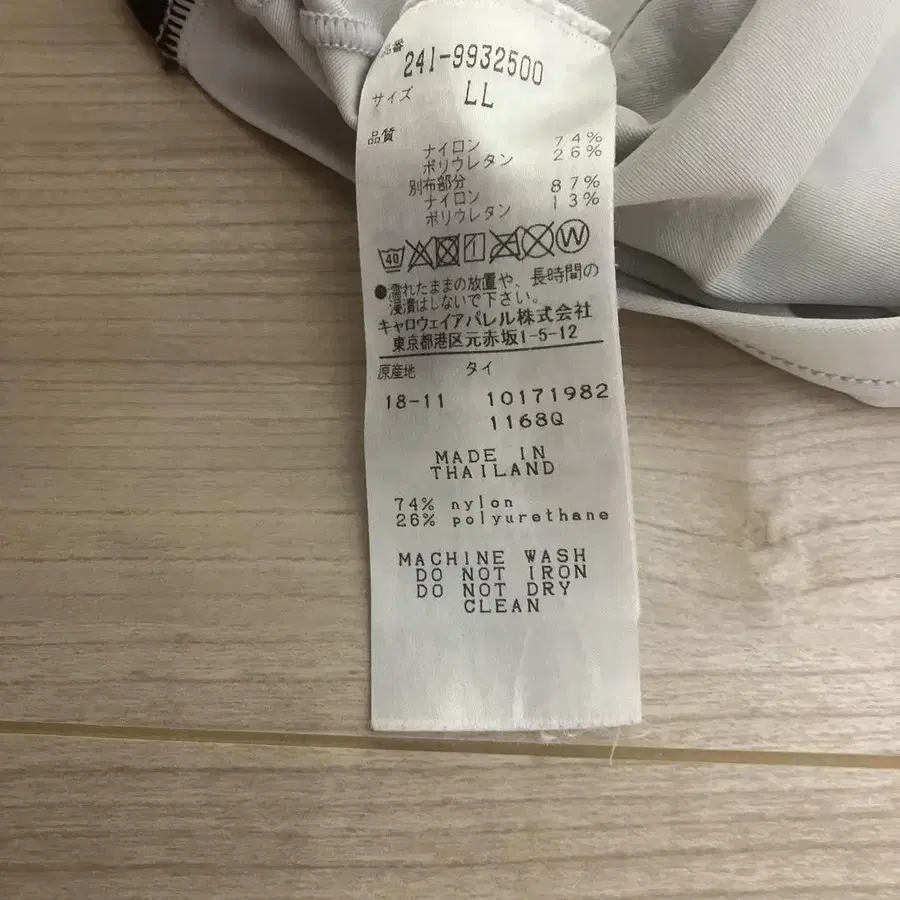 品番
241-9932500
サイズ LL
品質
ナイロン 74%
ポリウレタン 26%
別布部分
ナイロン 87%
ポリウレタン 13%
40 W
●濡れたままの放置や、長時間の
浸漬はしないで下さい。
キャロウェイアパレル株式会社
東京都港区元赤坂1-5-12
原産地 タイ
18-11 10171982
1168Q
MADE IN
THAILAND
74% nylon
26% polyurethane
MACHINE WASH
DO NOT IRON
DO NOT DRY
CLEAN